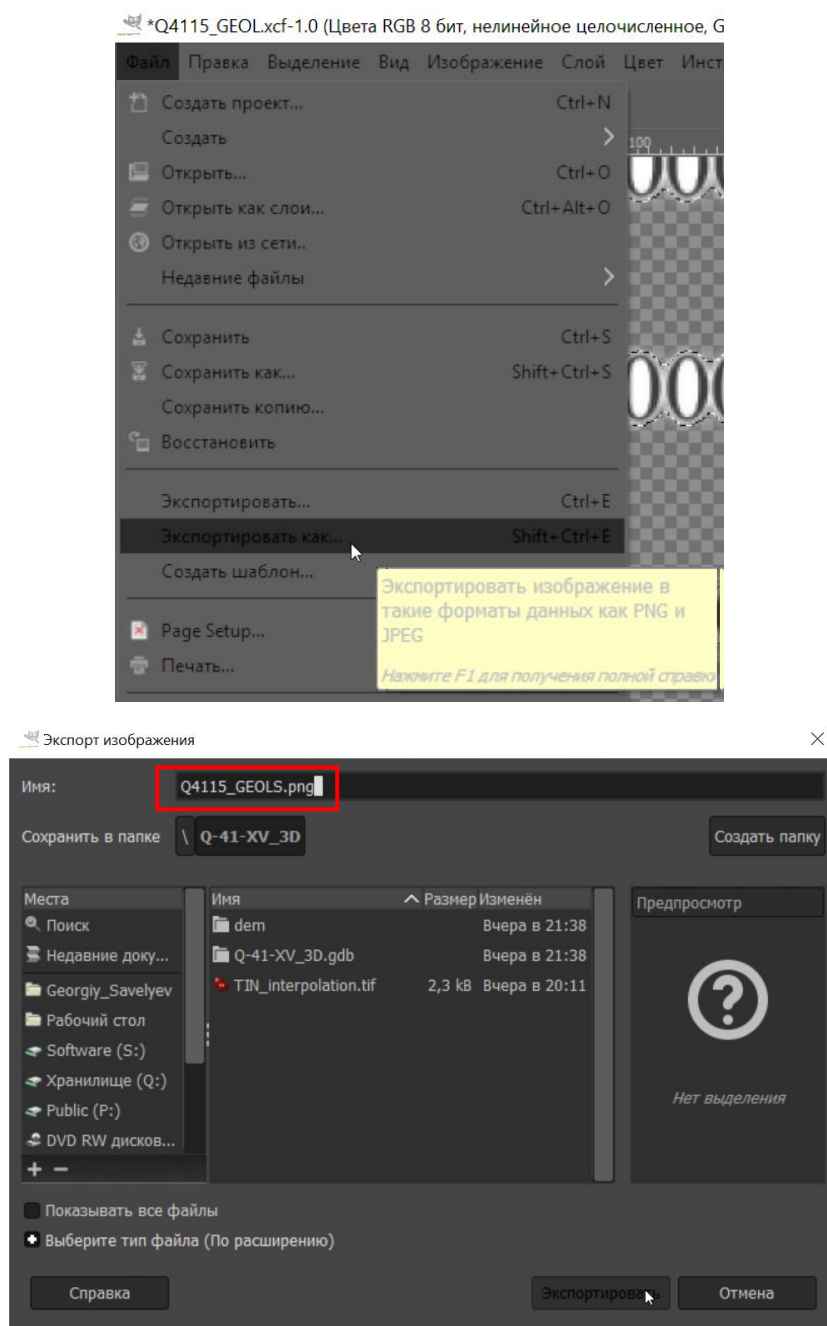 *Q4115_GEOL.xcf-1.0 (Цвета RGB 8 бит, нелинейное целочисленное, G
Файл Правка Выделение Вид Изображение Слой Цвет Инст
Создать проект... Ctrl+N
Создать
100
Открыть... Ctrl+O
Открыть как слои... Ctrl+Alt+O
Открыть из сети..
Недавние файлы
Сохранить Ctrl+S
Сохранить как... Shift+Ctrl+S
Сохранить копию...
Восстановить
Экспортировать... Ctrl+E
Экспортировать как... Shift+Ctrl+E
Создать шаблон...
Экспортировать изображение в
такие форматы данных как PNG и
JPEG
Нажмите F1 для получения полной справки
Page Setup...
Печать...
Экспорт изображения
Имя: Q4115_GEOLS.png
Сохранить в папке \ Q-41-XV_3D Создать папку
Места Имя Размер Изменён Предпросмотр
Поиск dem Вчера в 21:38
Недавние доку... Q-41-XV_3D.gdb Вчера в 21:38
Georgiy_Savelyev TIN_interpolation.tif 2,3 kB Вчера в 20:11
Рабочий стол
Software (S:)
Хранилище (Q:)
Public (P:) Нет выделения
DVD RW дисков...
Показывать все файлы
Выберите тип файла (По расширению)
Справка Экспортировать Отмена